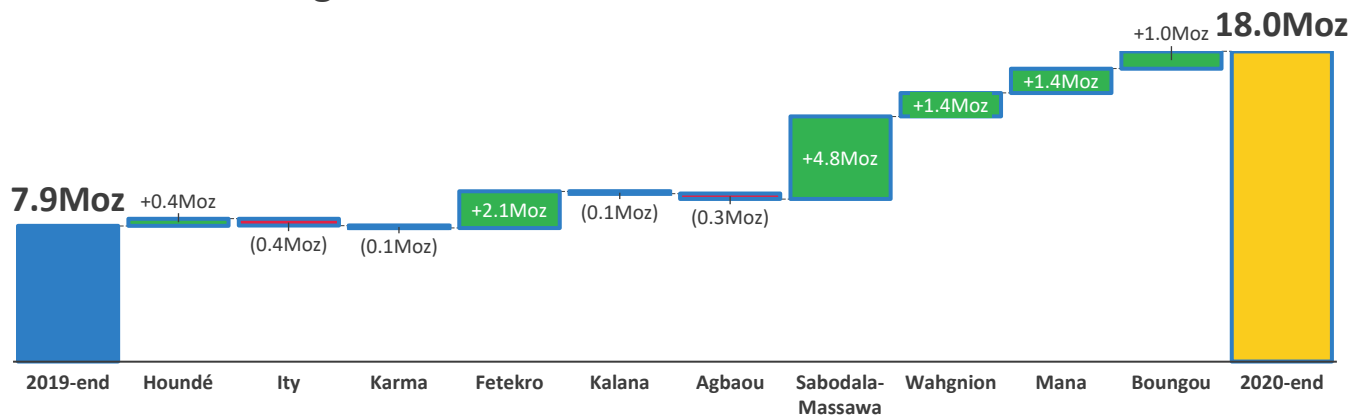 7.9Moz
+0.4Moz
(0.4Moz)
(0.1Moz)
+2.1Moz
(0.1Moz)
(0.3Moz)
+4.8Moz
+1.4Moz
+1.4Moz
+1.0Moz
18.0Moz
2019-end
Houndé
Ity
Karma
Fetekro
Kalana
Agbaou
Sabodala-
Massawa
Wahgnion
Mana
Boungou
2020-end